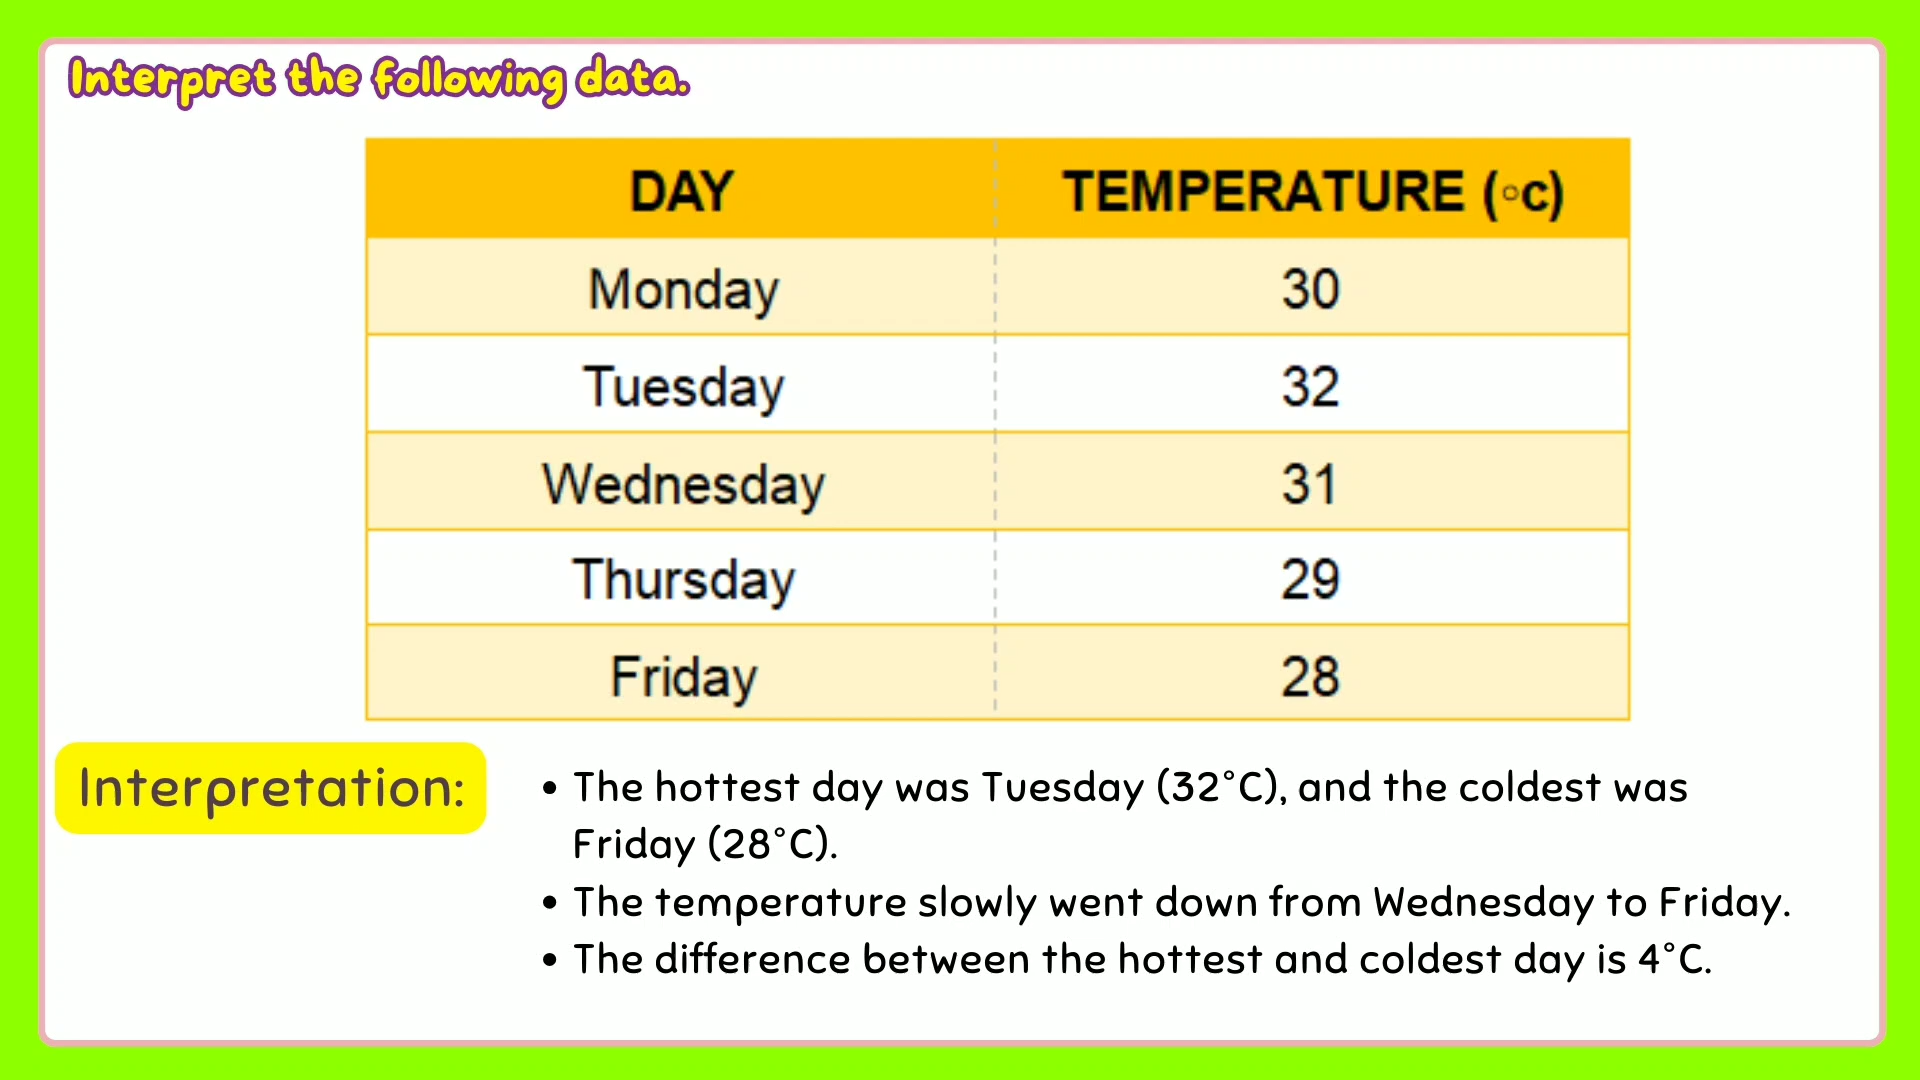 Interpret the following data.
DAY TEMPERATURE (°c)
Monday 30
Tuesday 32
Wednesday 31
Thursday 29
Friday 28
Interpretation:
• The hottest day was Tuesday (32°C), and the coldest was
Friday (28°C).
• The temperature slowly went down from Wednesday to Friday.
• The difference between the hottest and coldest day is 4°C.